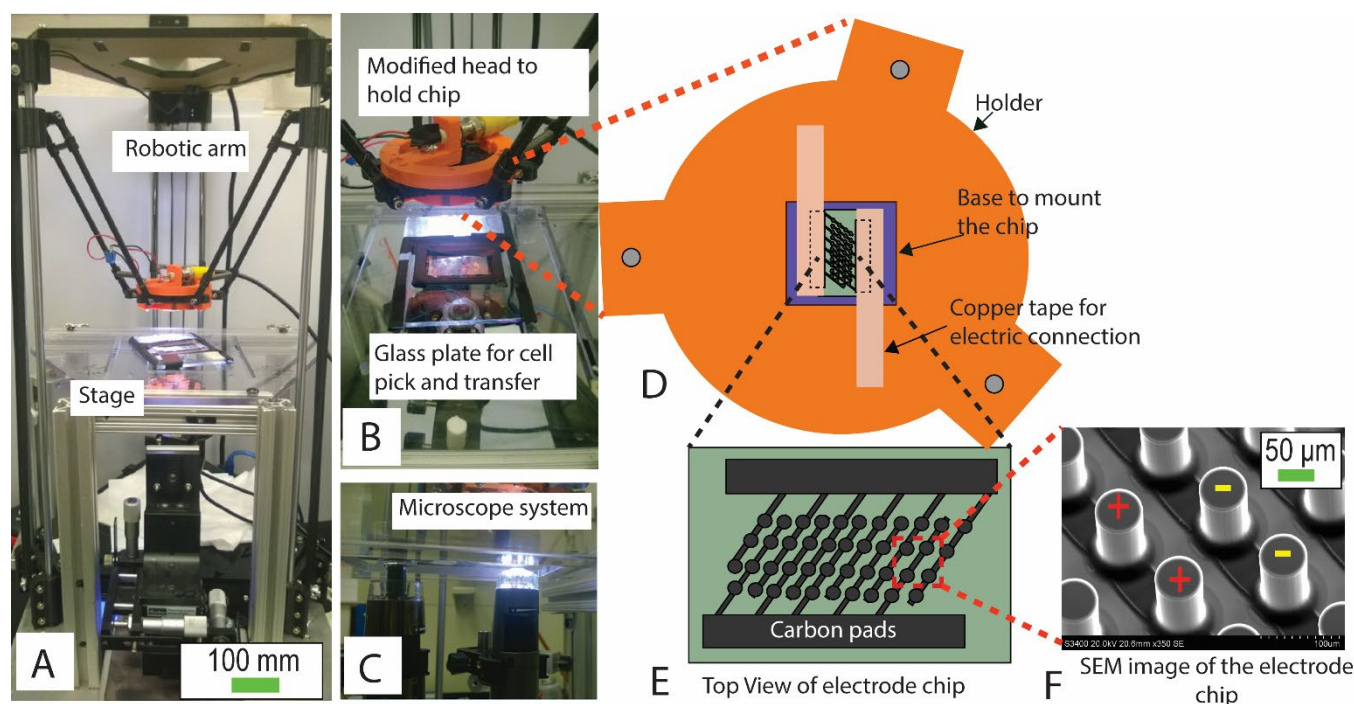 Robotic arm
Stage
A
100 mm
Modified head to
hold chip
Glass plate for cell
pick and transfer
B
Microscope system
C
Holder
Base to mount
the chip
Copper tape for
electric connection
D
Carbon pads
E
Top View of electrode chip
50 µm
+
-
+
-
S3400 20.0kV 20.6mm x350 SE
100um
F
SEM image of the electrode
chip